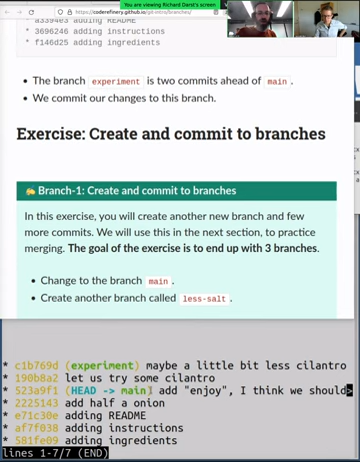 You are viewing Richard Darst's screen
https://coderefinery.github.io/git-intro/branches/
* a3394e3 adding README
* 3696246 adding instructions
* f146d25 adding ingredients
• The branch experiment is two commits ahead of main.
• We commit our changes to this branch.
Exercise: Create and commit to branches
Branch-1: Create and commit to branches
In this exercise, you will create another new branch and few
more commits. We will use this in the next section, to practice
merging. The goal of the exercise is to end up with 3 branches.
• Change to the branch main.
• Create another branch called less-salt.
* c1b769d (experiment) maybe a little bit less cilantro
* 190b8a2 let us try some cilantro
* 523a9f1 (HEAD -> main) add "enjoy", I think we should>
* 2225143 add half a onion
* e71c30e adding README
* af7f038 adding instructions
* 581fe09 adding ingredients
lines 1-7/7 (END)